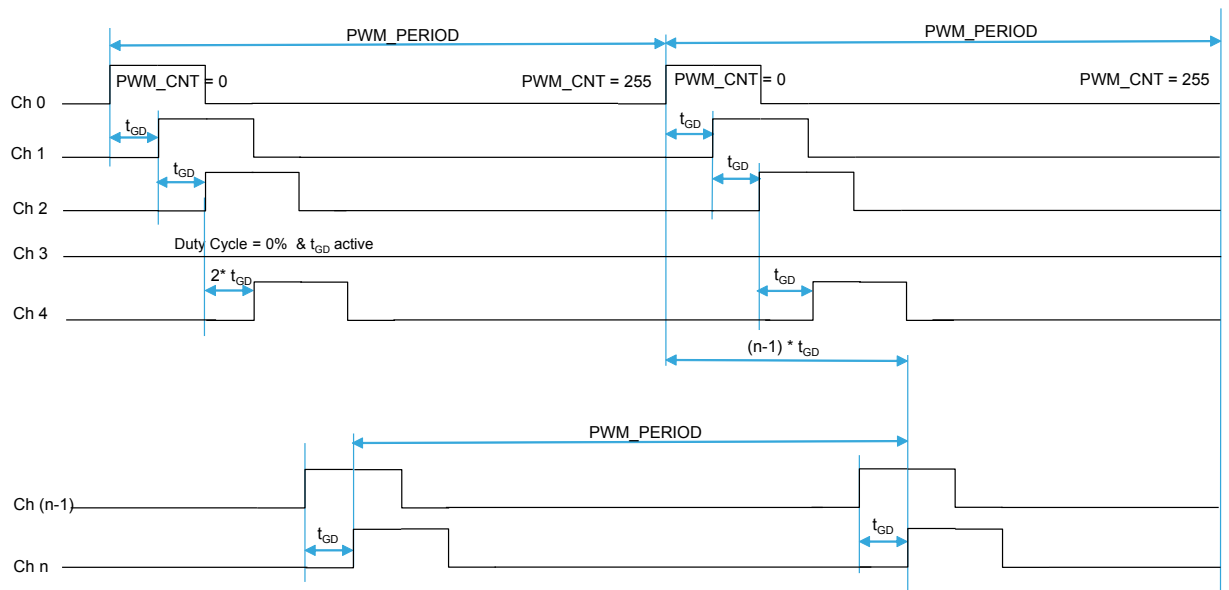 PWM_PERIOD PWM_PERIOD
PWM_CNT = 0 PWM_CNT = 255 PWM_CNT = 0 PWM_CNT = 255
Ch 0
tGD tGD
Ch 1
tGD tGD
Ch 2
Duty Cycle = 0% & tGD active
Ch 3
2* tGD tGD
Ch 4
(n-1) * tGD
PWM_PERIOD
Ch (n-1)
tGD tGD
Ch n